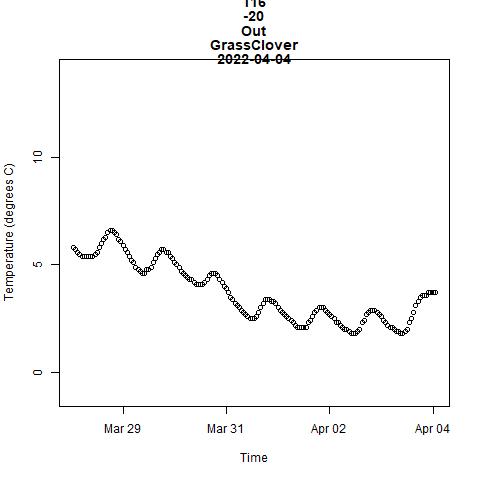 T16
-20
Out
GrassClover
2022-04-04
Temperature (degrees C)
10
5
0
Mar 29
Mar 31
Apr 02
Apr 04
Time